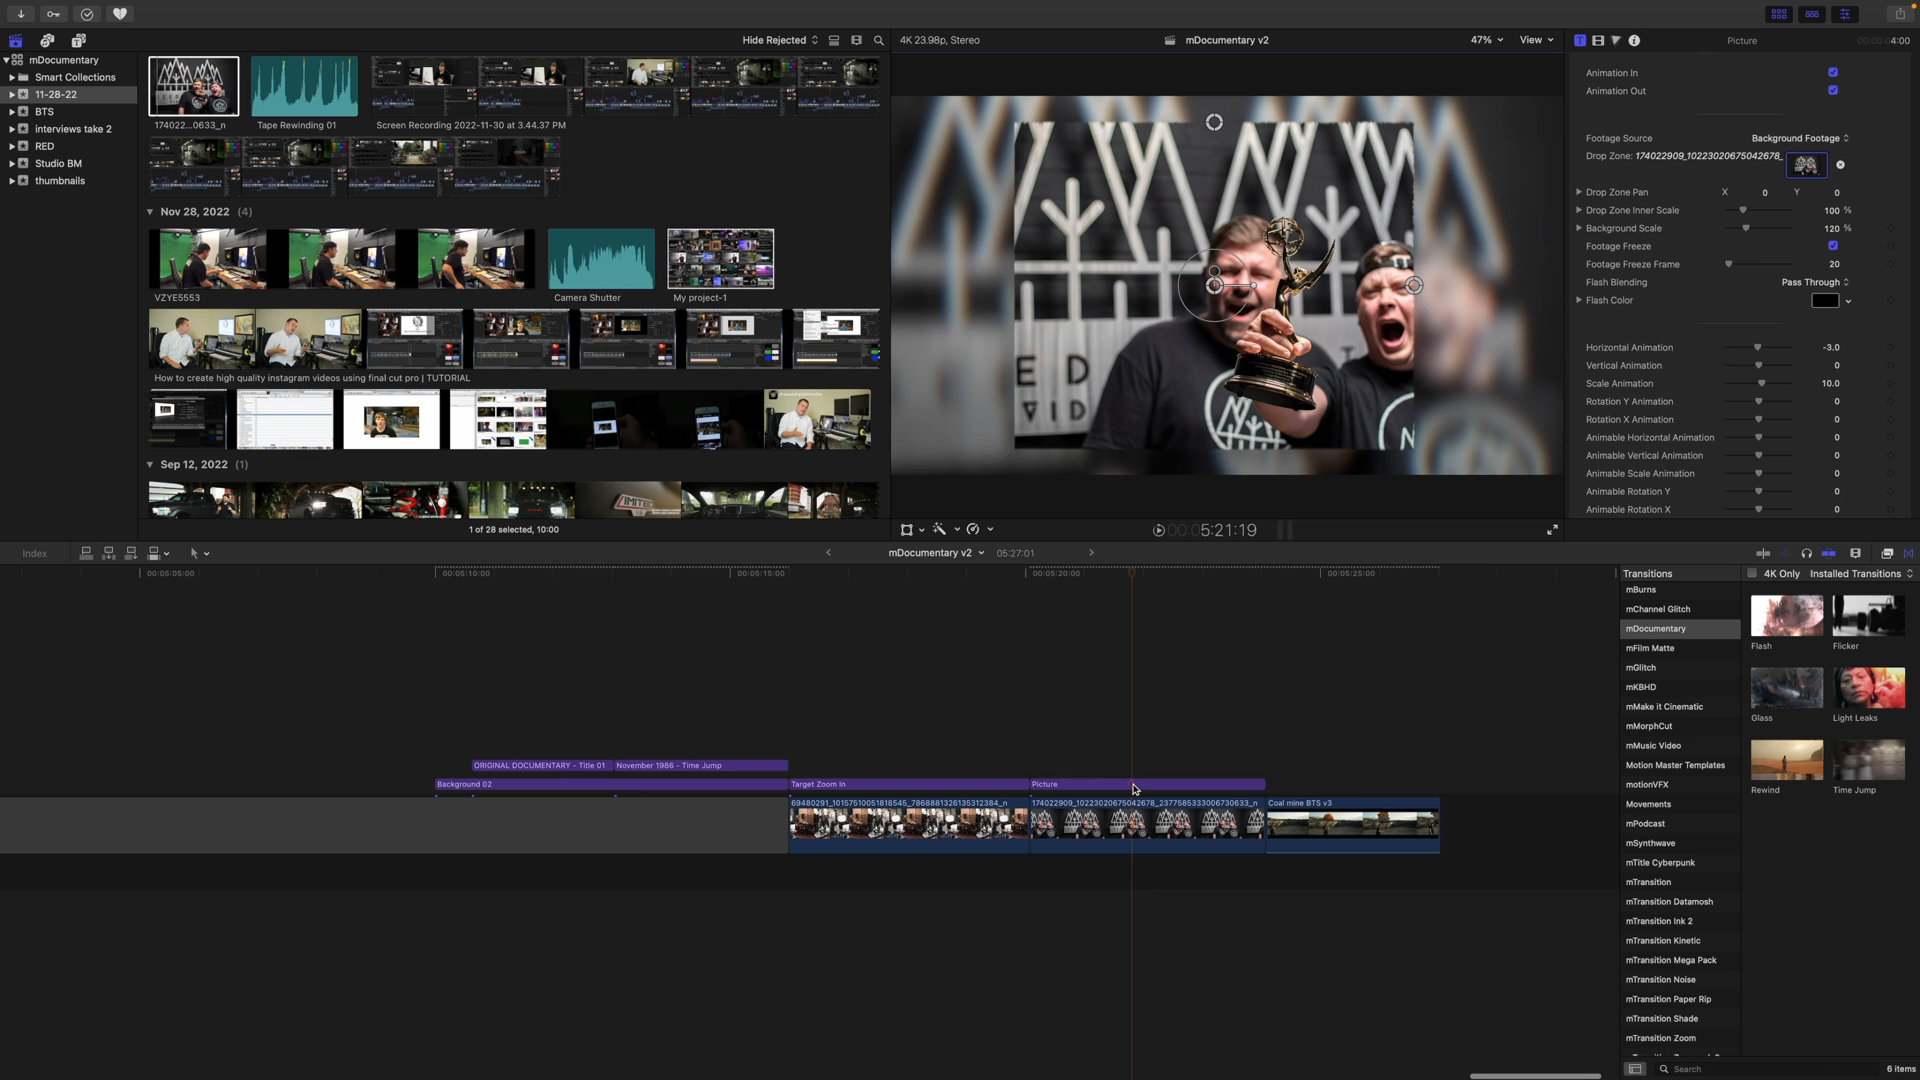 Hide Rejected
4K 23.98p, Stereo
mDocumentary v2
47%
View
Picture
00:00:0 4:00
mDocumentary
Smart Collections
11-28-22
BTS
interviews take 2
RED
Studio BM
thumbnails
174022...0633_n
Tape Rewinding 01
Screen Recording 2022-11-30 at 3.44.37 PM
Nov 28, 2022 (4)
VZYE5553
Camera Shutter
My project-1
How to create high quality instagram videos using final cut pro | TUTORIAL
Sep 12, 2022 (1)
1 of 28 selected, 10:00
E D
VID
00:0 5:21:19
Animation In
Animation Out
Footage Source
Background Footage
Drop Zone: 174022909_10223020675042678_
Drop Zone Pan X 0 Y 0
Drop Zone Inner Scale 100 %
Background Scale 120 %
Footage Freeze
Footage Freeze Frame 20
Flash Blending Pass Through
Flash Color
Horizontal Animation -3.0
Vertical Animation 0
Scale Animation 10.0
Rotation Y Animation 0
Rotation X Animation 0
Animable Horizontal Animation 0
Animable Vertical Animation 0
Animable Scale Animation 0
Animable Rotation Y 0
Animable Rotation X 0
Index
mDocumentary v2
05:27:01
00:05:05:00
00:05:10:00
00:05:15:00
00:05:20:00
00:05:25:00
ORIGINAL DOCUMENTARY - Title 01
November 1986 - Time Jump
Background 02
Target Zoom In
Picture
69480291_10157510051818545_7868881326135312384_n
174022909_10223020675042678_2377585333006730633_n
Coal mine BTS v3
Transitions
4K Only
Installed Transitions
mBurns
mChannel Glitch
mDocumentary
mFilm Matte
mGlitch
mKBHD
mMake it Cinematic
mMorphCut
mMusic Video
Motion Master Templates
motionVFX
Movements
mPodcast
mSynthwave
mTitle Cyberpunk
mTransition
mTransition Datamosh
mTransition Ink 2
mTransition Kinetic
mTransition Mega Pack
mTransition Noise
mTransition Paper Rip
mTransition Shade
mTransition Zoom
Flash
Flicker
Glass
Light Leaks
Rewind
Time Jump
Search
6 items